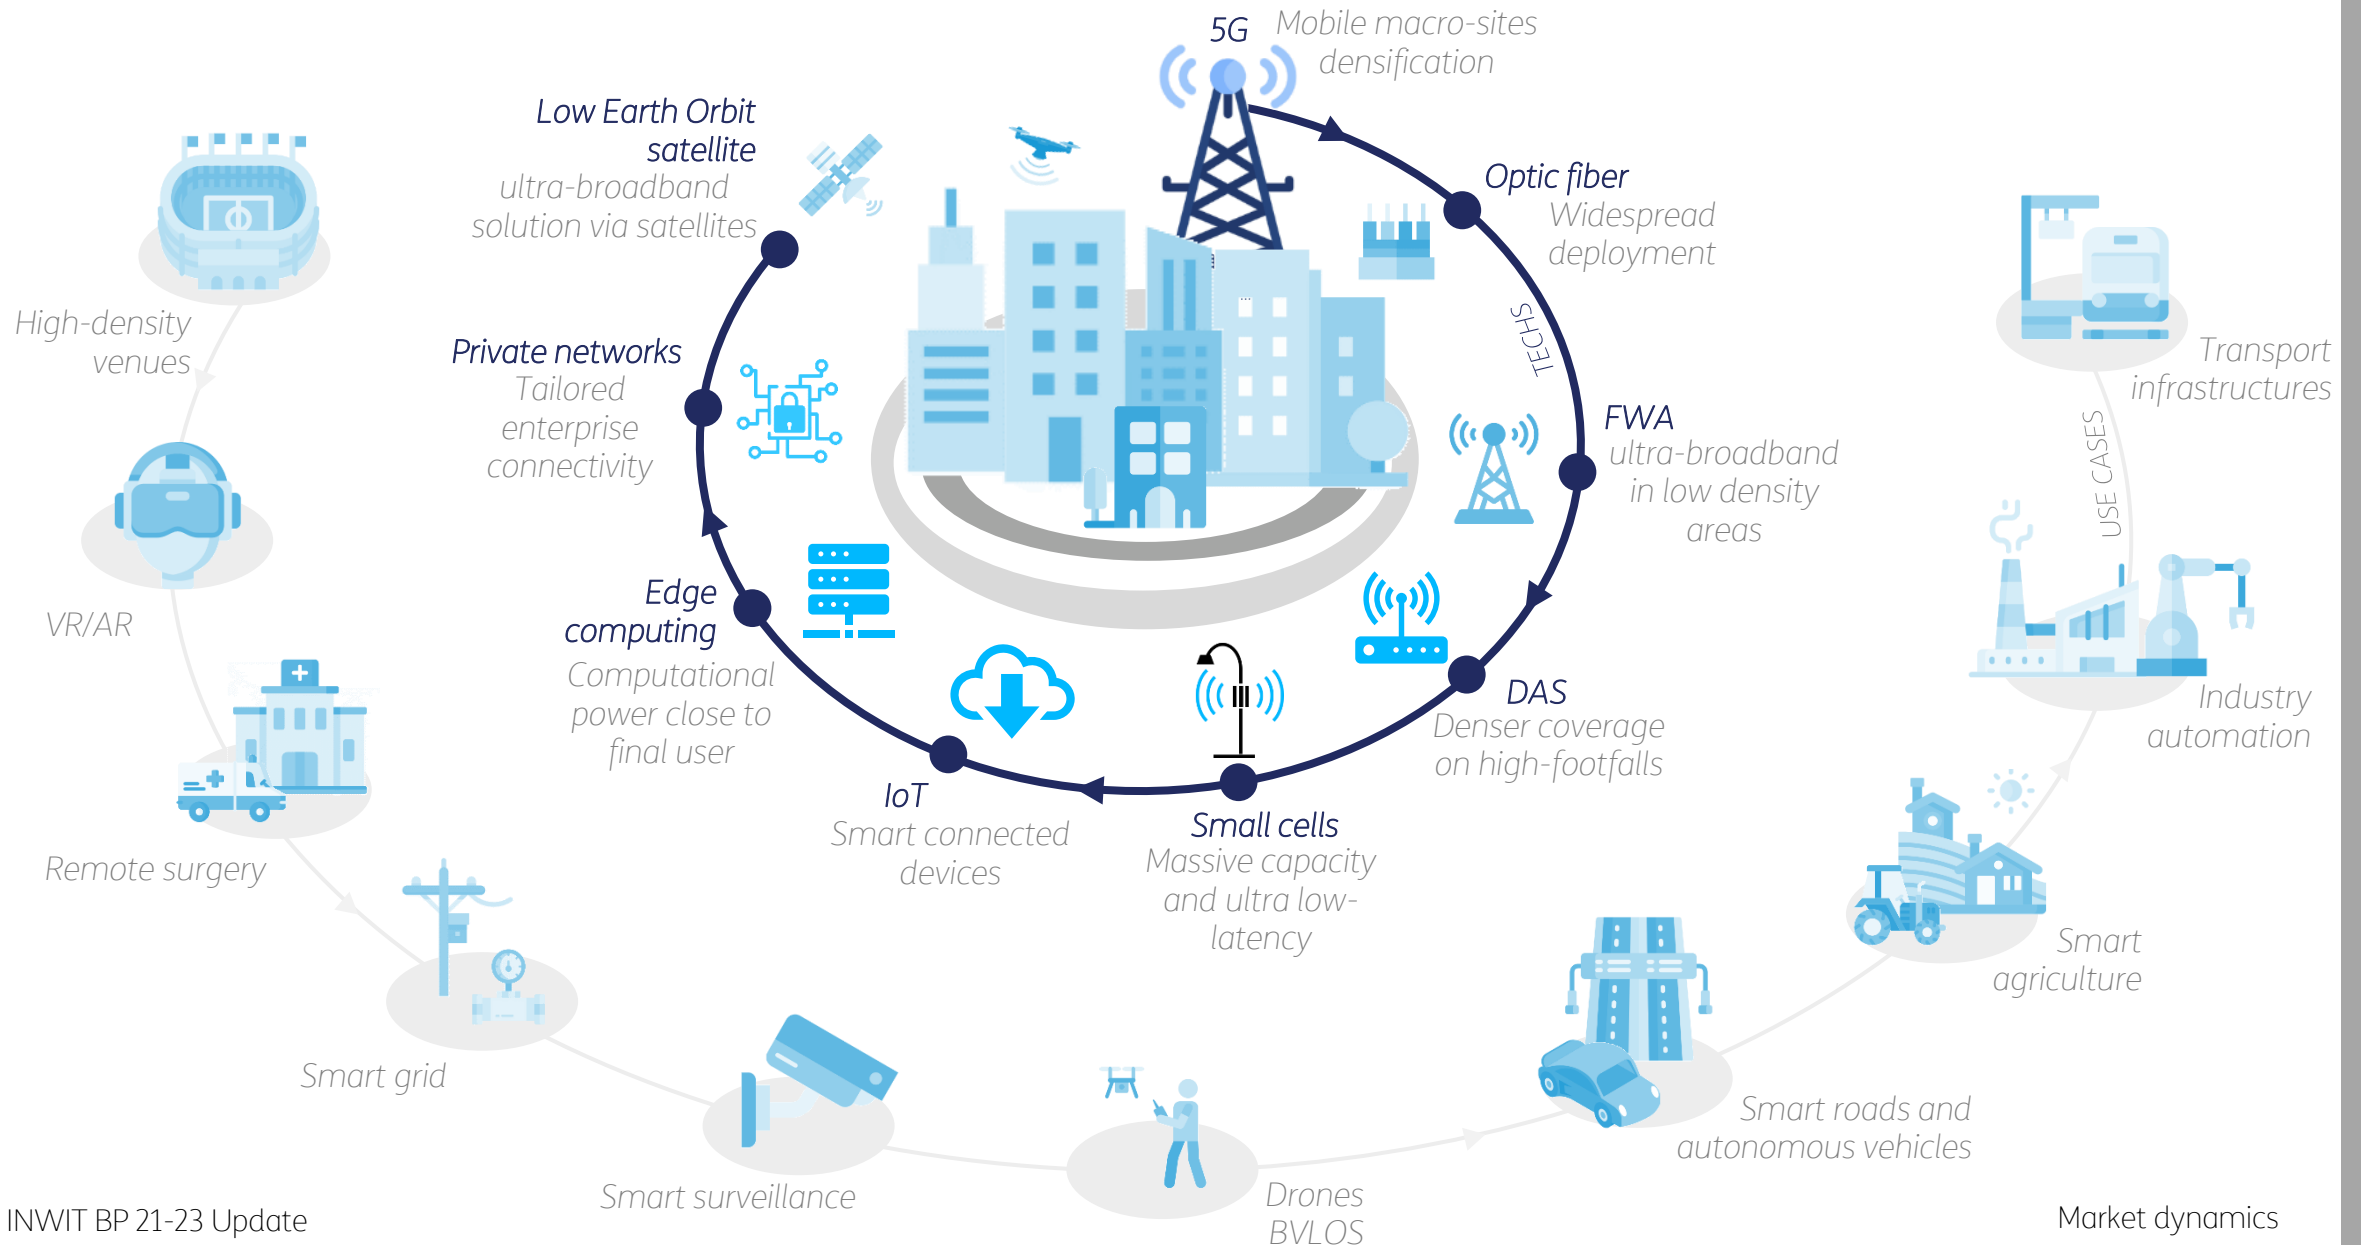 5G
Mobile macro-sites
densification
Low Earth Orbit
satellite
ultra-broadband
solution via satellites
Optic fiber
Widespread
deployment
TECHS
High-density
venues
Private networks
Tailored
enterprise
connectivity
FWA
ultra-broadband
in low density
areas
Transport
infrastructures
USE CASES
VR/AR
Edge
computing
Computational
power close to
final user
DAS
Denser coverage
on high-footfalls
Industry
automation
IoT
Smart connected
devices
Small cells
Massive capacity
and ultra low-
latency
Remote surgery
Smart
agriculture
Smart grid
Smart roads and
autonomous vehicles
Smart surveillance
Drones
BVLOS
INWIT BP 21-23 Update
Market dynamics